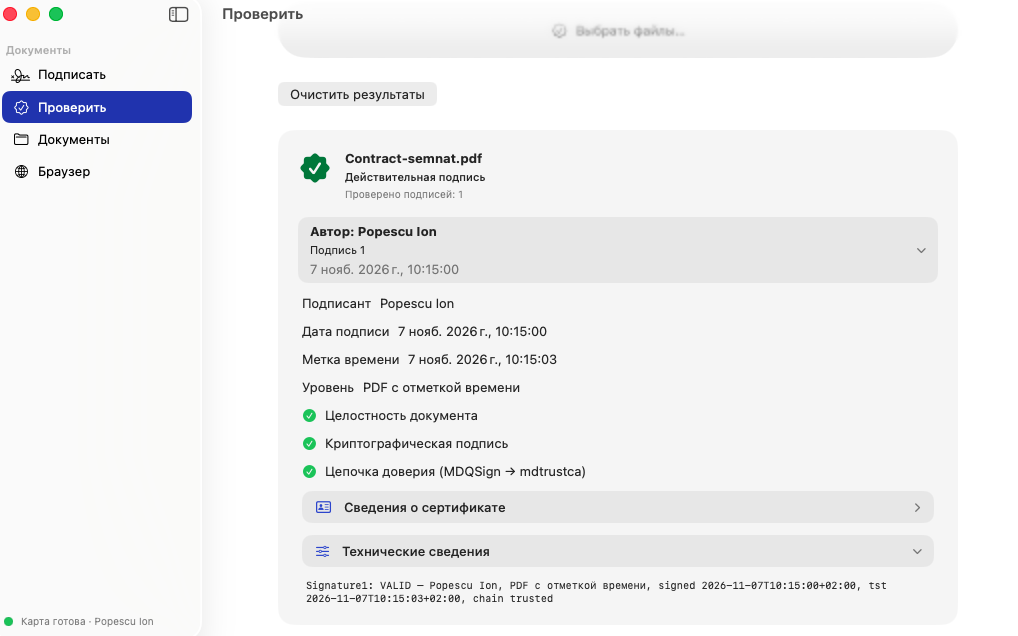 Проверить
Документы
Подписать
Проверить
Документы
Браузер
Карта готова · Popescu Ion
Выбрать файлы...
Очистить результаты
Contract-semnat.pdf
Действительная подпись
Проверено подписей: 1
Автор: Popescu Ion
Подпись 1
7 нояб. 2026 г., 10:15:00
Подписант Popescu Ion
Дата подписи 7 нояб. 2026 г., 10:15:00
Метка времени 7 нояб. 2026 г., 10:15:03
Уровень PDF с отметкой времени
Целостность документа
Криптографическая подпись
Цепочка доверия (MDQSign → mdtrustca)
Сведения о сертификате
Технические сведения
Signature1: VALID — Popescu Ion, PDF с отметкой времени, signed 2026-11-07T10:15:00+02:00, tst
2026-11-07T10:15:03+02:00, chain trusted